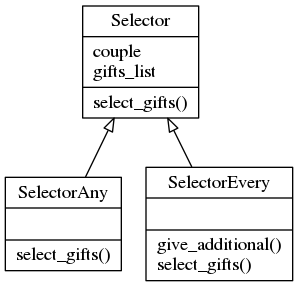 Selector
couple
gifts_list
select_gifts()
SelectorAny
select_gifts()
SelectorEvery
give_additional()
select_gifts()